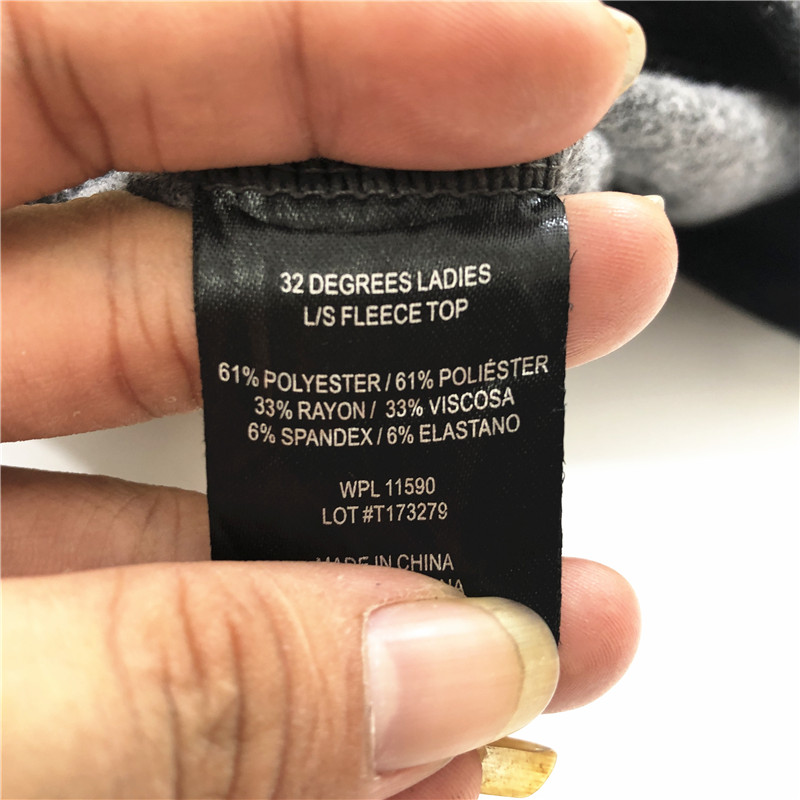 32 DEGREES LADIES
L/S FLEECE TOP
61% POLYESTER / 61% POLIÉSTER
33% RAYON / 33% VISCOSA
6% SPANDEX / 6% ELASTANO
WPL 11590
LOT #T173279
MADE IN CHINA